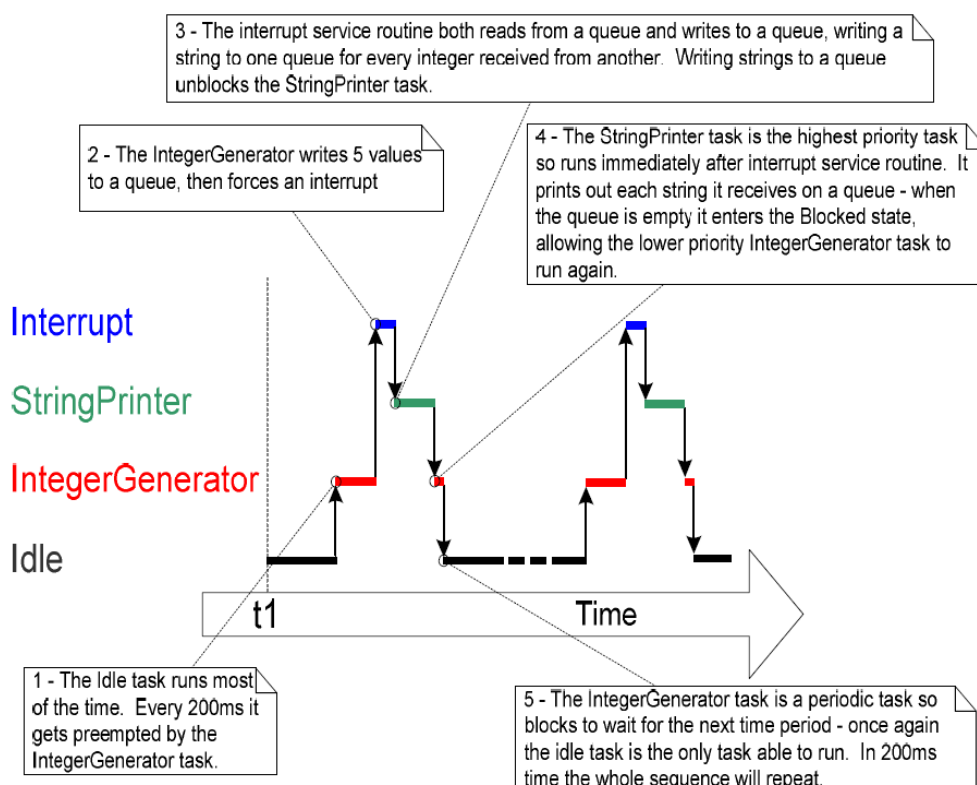 3 - The interrupt service routine both reads from a queue and writes to a queue, writing a
string to one queue for every integer received from another.  Writing strings to a queue
unblocks the StringPrinter task.
2 - The IntegerGenerator writes 5 values
to a queue, then forces an interrupt
4 - The StringPrinter task is the highest priority task
so runs immediately after interrupt service routine.  It
prints out each string it receives on a queue - when
the queue is empty it enters the Blocked state,
allowing the lower priority IntegerGenerator task to
run again.
Interrupt
StringPrinter
IntegerGenerator
Idle
t1
Time
1 - The Idle task runs most
of the time.  Every 200ms it
gets preempted by the
IntegerGenerator task.
5 - The IntegerGenerator task is a periodic task so
blocks to wait for the next time period - once again
the idle task is the only task able to run.  In 200ms
time the whole sequence will repeat.